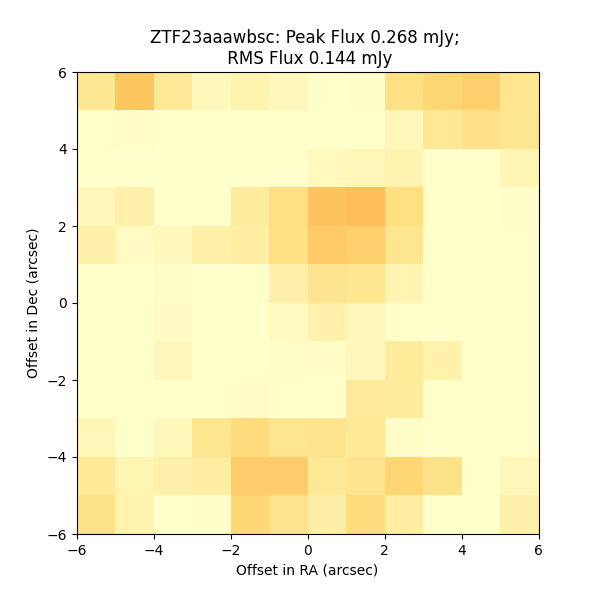 ZTF23aaawbsc: Peak Flux 0.268 mJy;
RMS Flux 0.144 mJy
6
4
2
0
−2
−4
−6
Offset in Dec (arcsec)
−6 −4 −2 0 2 4 6
Offset in RA (arcsec)